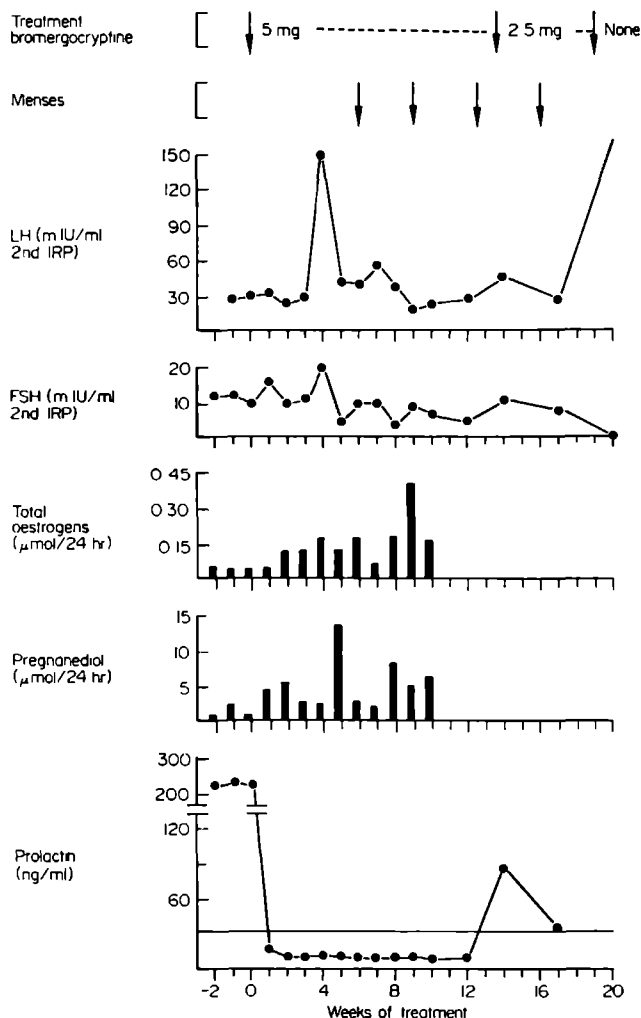 Treatment
bromergocryptine
5 mg
2 5 mg
None
Menses
LH (m IU/ml
2nd IRP)
150
120
90
60
30
FSH (m IU/ml
2nd IRP)
20
10
Total
oestrogens
(μmol/24 hr)
0 45
0 30
0 15
Pregnanediol
(μmol/24 hr)
15
10
5
Prolactin
(ng/ml)
300
200
120
60
-2 0 4 8 12 16 20
Weeks of treatment